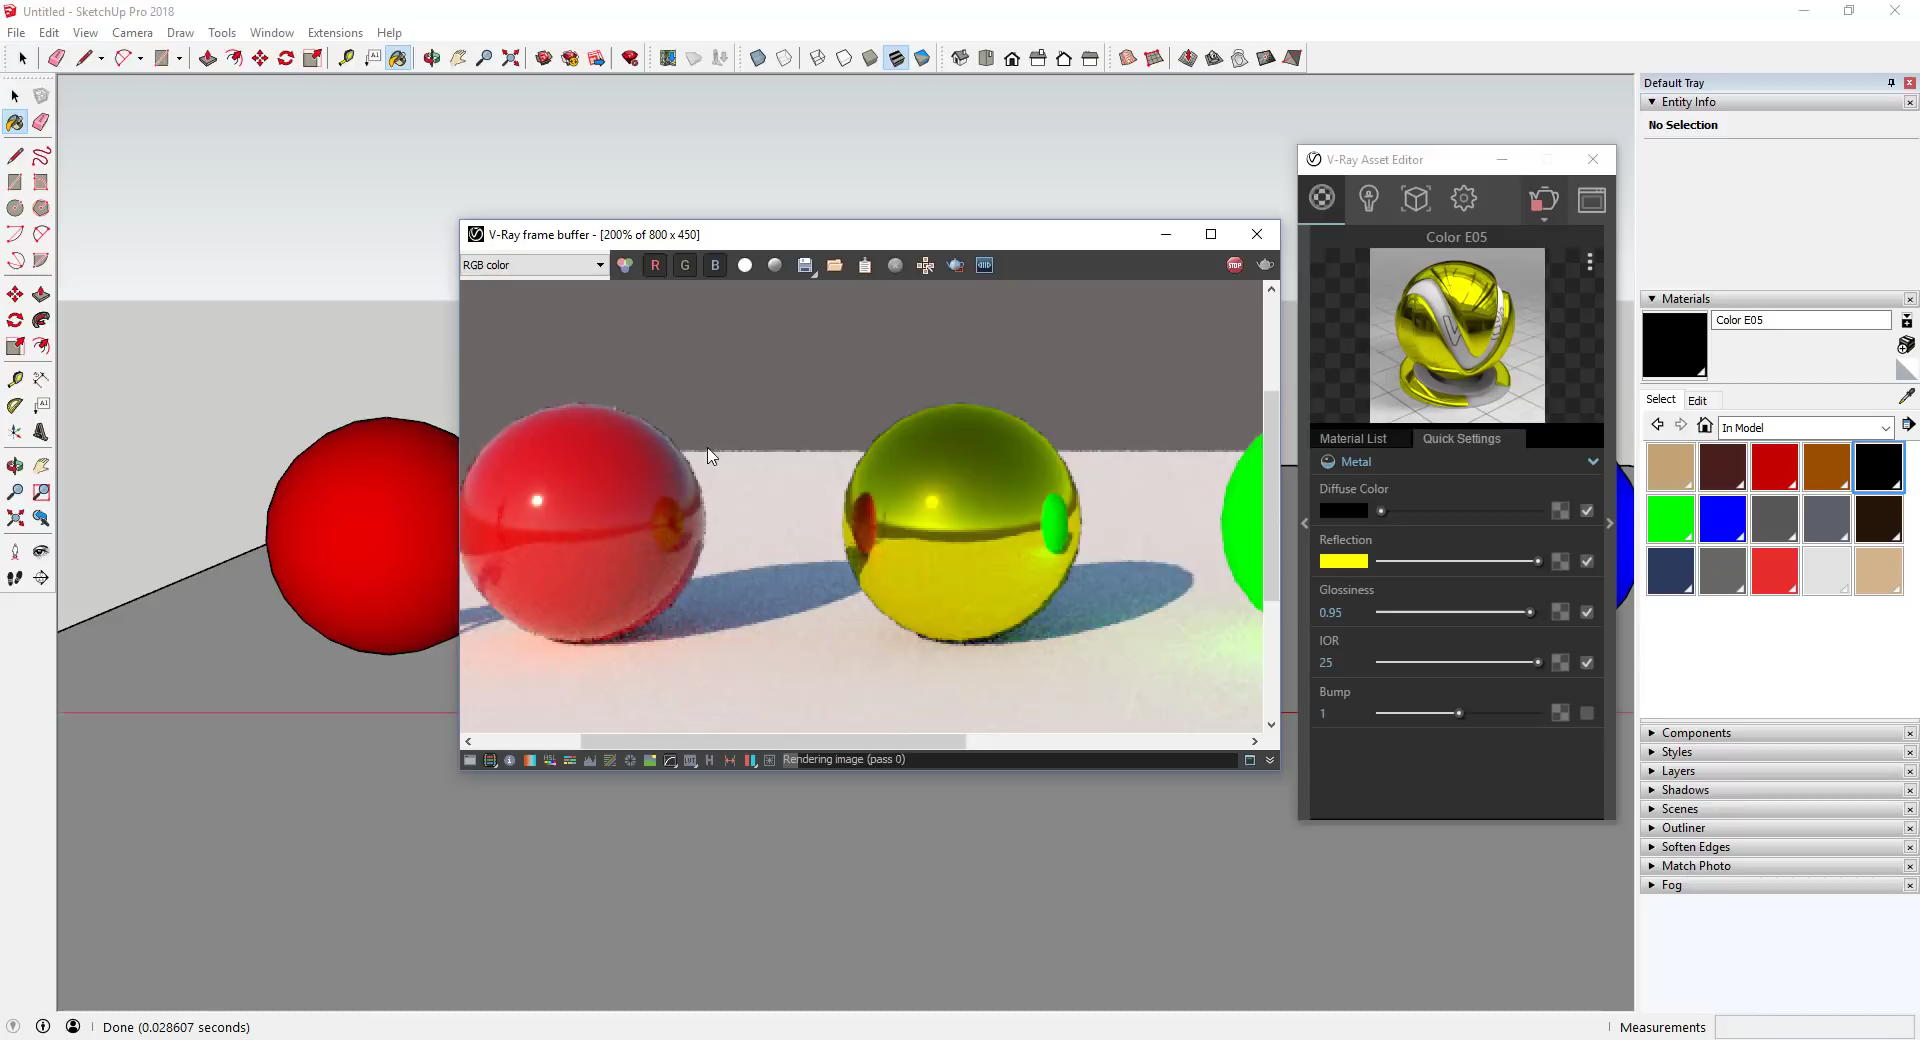 Untitled - SketchUp Pro 2018
File Edit View Camera Draw Tools Window Extensions Help
Default Tray
Entity Info
No Selection
V-Ray Asset Editor
V-Ray frame buffer - [200% of 800 x 450]
Color E05
RGB color
R G B
STOP
Materials
Color E05
Select Edit
In Model
Material List Quick Settings
Metal
Diffuse Color
Reflection
Glossiness
0.95
IOR
25
Bump
1
Rendering image (pass 0)
Components
Styles
Layers
Shadows
Scenes
Outliner
Soften Edges
Match Photo
Fog
Done (0.028607 seconds)
Measurements